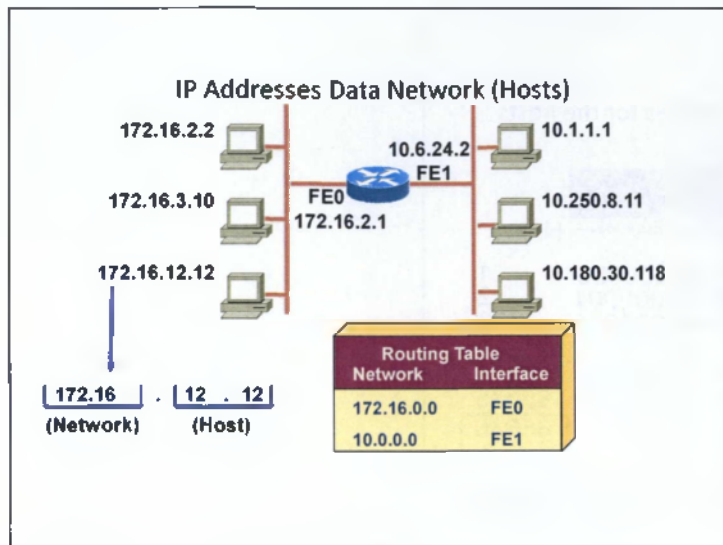 IP Addresses Data Network (Hosts)
172.16.2.2
10.1.1.1
10.6.24.2
FE1
FE0
172.16.3.10
172.16.2.1
10.250.8.11
172.16.12.12
10.180.30.118
Routing Table
Network Interface
172.16.0.0 FE0
10.0.0.0 FE1
172.16 . 12 . 12
(Network) (Host)